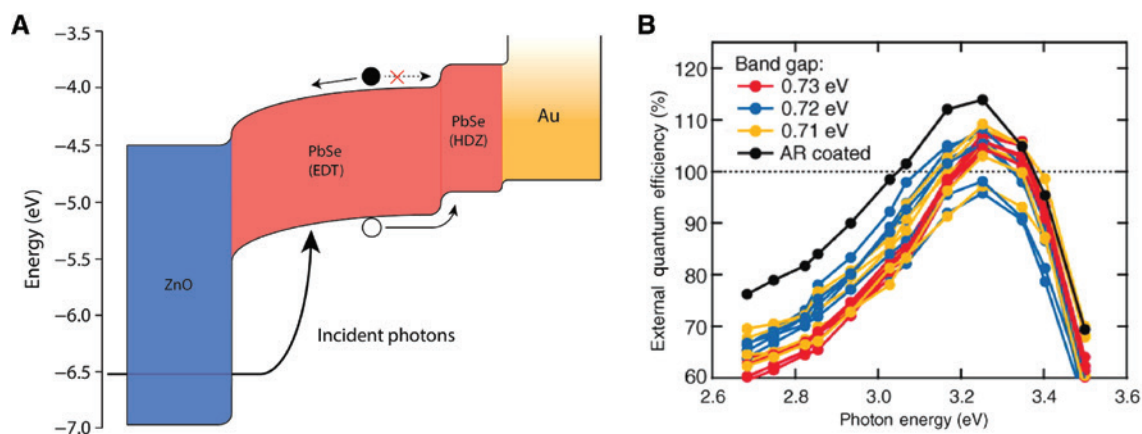 A
Energy (eV)
−3.5
−4.0
−4.5
−5.0
−5.5
−6.5
−7.0
ZnO
PbSe
(EDT)
PbSe
(HDZ)
Au
Incident photons
B
External quantum efficiency (%)
120
110
100
90
80
70
60
Band gap:
0.73 eV
0.72 eV
0.71 eV
AR coated
2.6
2.8
3.0
3.2
3.4
3.6
Photon energy (eV)